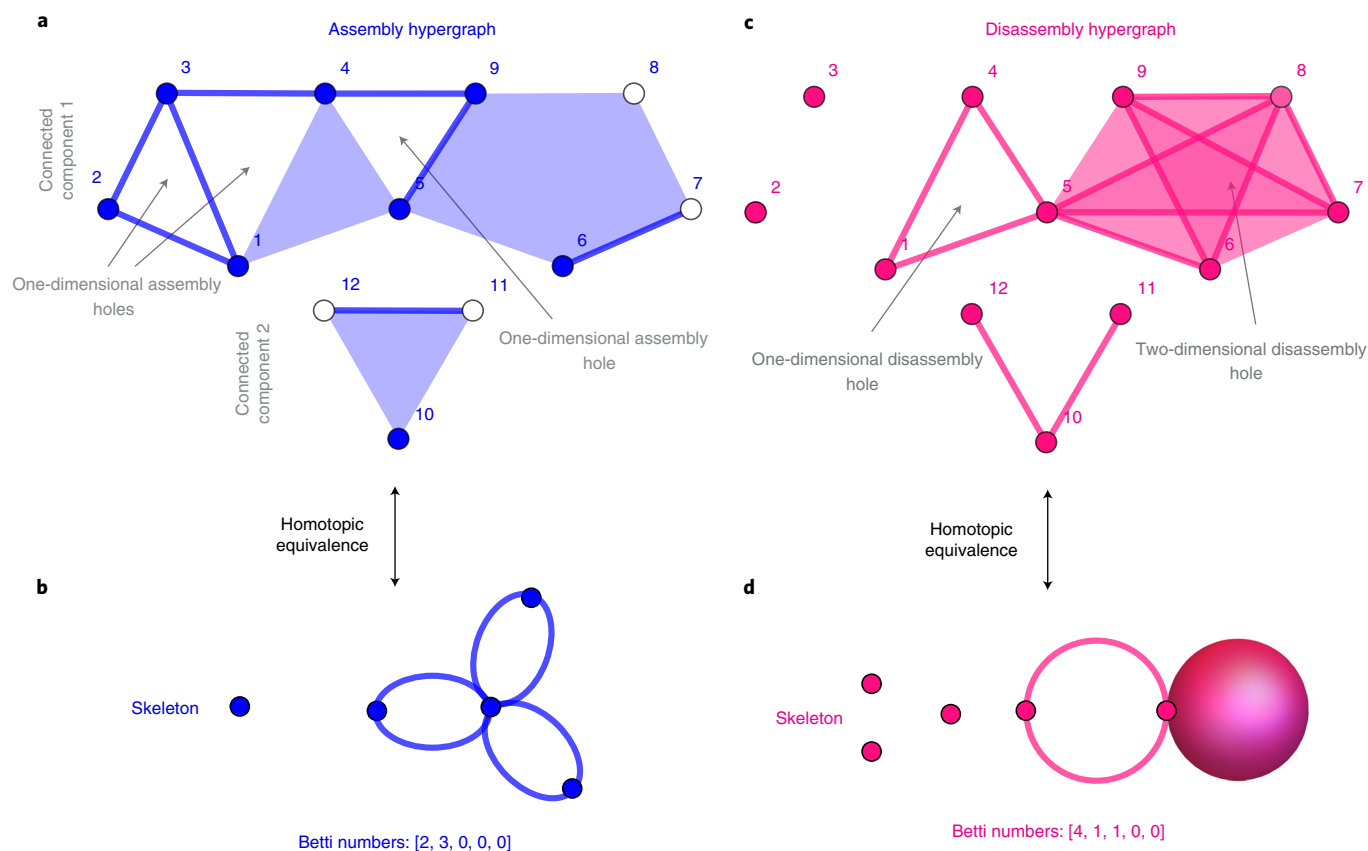 a
Assembly hypergraph
3
4
9
8
Connected
component 1
2
5
7
1
6
One-dimensional assembly
holes
12
11
One-dimensional assembly
hole
Connected
component 2
10
Homotopic
equivalence
b
Skeleton
Betti numbers: [2, 3, 0, 0, 0]
c
Disassembly hypergraph
3
4
9
8
2
5
7
1
6
12
11
One-dimensional disassembly
hole
Two-dimensional disassembly
hole
10
Homotopic
equivalence
d
Skeleton
Betti numbers: [4, 1, 1, 0, 0]